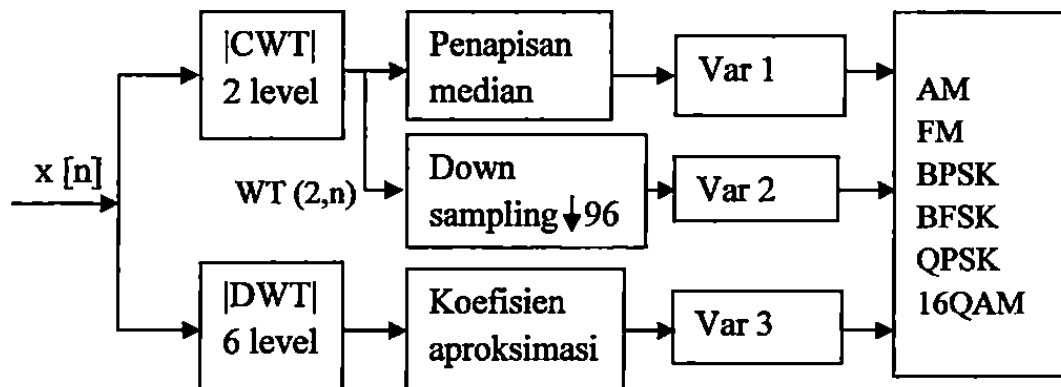 x [n]
|CWT|
2 level
Penapisan
median
Var 1
WT (2,n)
Down
sampling ↓96
Var 2
|DWT|
6 level
Koefisien
aproksimasi
Var 3
AM
FM
BPSK
BFSK
QPSK
16QAM